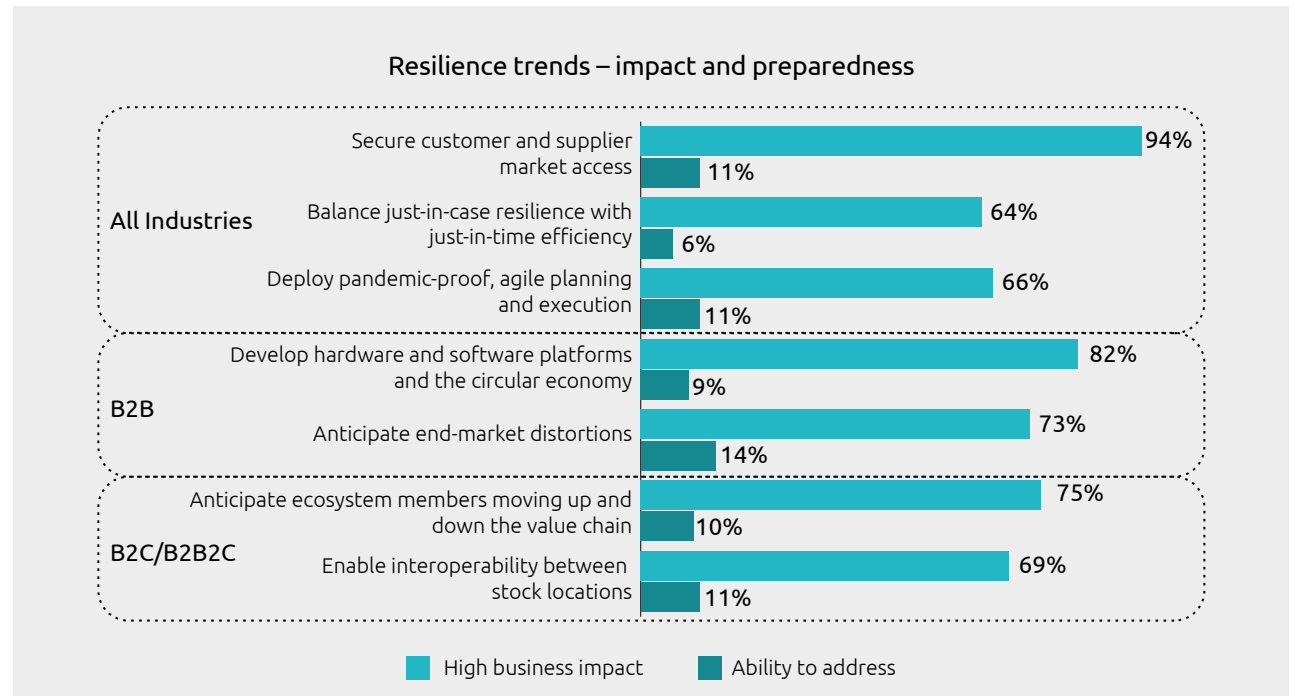 Resilience trends – impact and preparedness
All Industries
Secure customer and supplier
market access
94%
11%
Balance just-in-case resilience with
just-in-time efficiency
64%
6%
Deploy pandemic-proof, agile planning
and execution
66%
11%
B2B
Develop hardware and software platforms
and the circular economy
82%
9%
Anticipate end-market distortions
73%
14%
B2C/B2B2C
Anticipate ecosystem members moving up and
down the value chain
75%
10%
Enable interoperability between
stock locations
69%
11%
High business impact
Ability to address